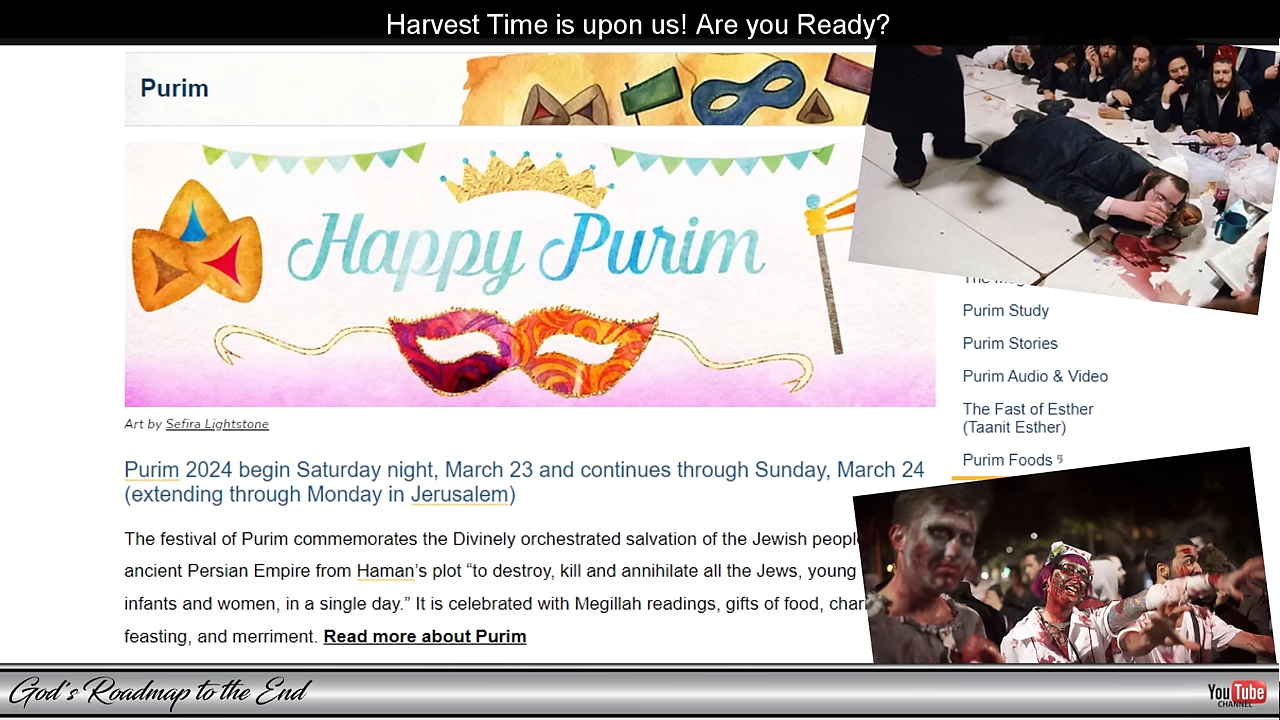 Harvest Time is upon us! Are you Ready?
Purim
Happy Purim
Art by Sefira Lightstone
Purim 2024 begin Saturday night, March 23 and continues through Sunday, March 24
(extending through Monday in Jerusalem)
The festival of Purim commemorates the Divinely orchestrated salvation of the Jewish
ancient Persian Empire from Haman's plot “to destroy, kill and annihilate all the Jews, young
infants and women, in a single day.” It is celebrated with Megillah readings, gifts of food,
feasting, and merriment. Read more about Purim
Purim Study
Purim Stories
Purim Audio & Video
The Fast of Esther
(Taanit Esther)
Purim Foods
God's Roadmap to the End
YouTube
CHANNEL